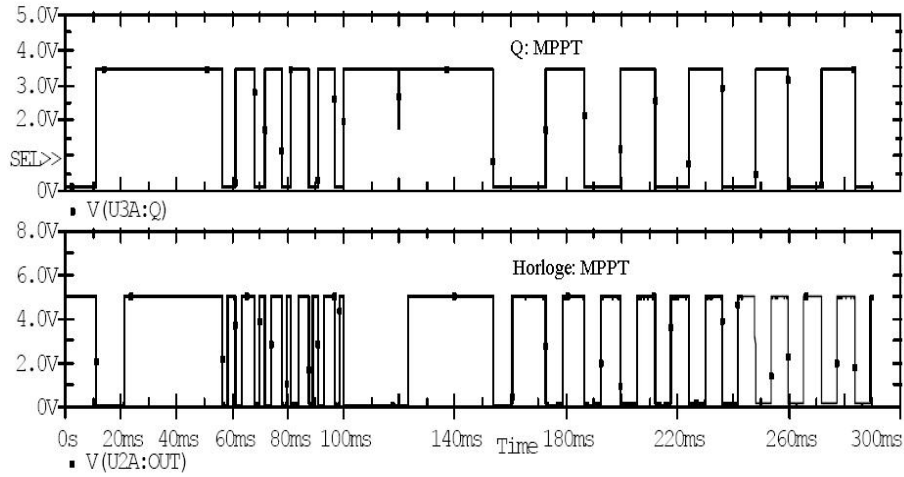 5.0V
Q: MPPT
4.0V
3.0V
2.0V
SEL>>
0V
V(U3A:Q)
8.0V
Horloge: MPPT
6.0V
4.0V
2.0V
0V
0s 20ms 40ms 60ms 80ms 100ms 140ms Time 180ms 220ms 260ms 300ms
V(U2A:OUT)